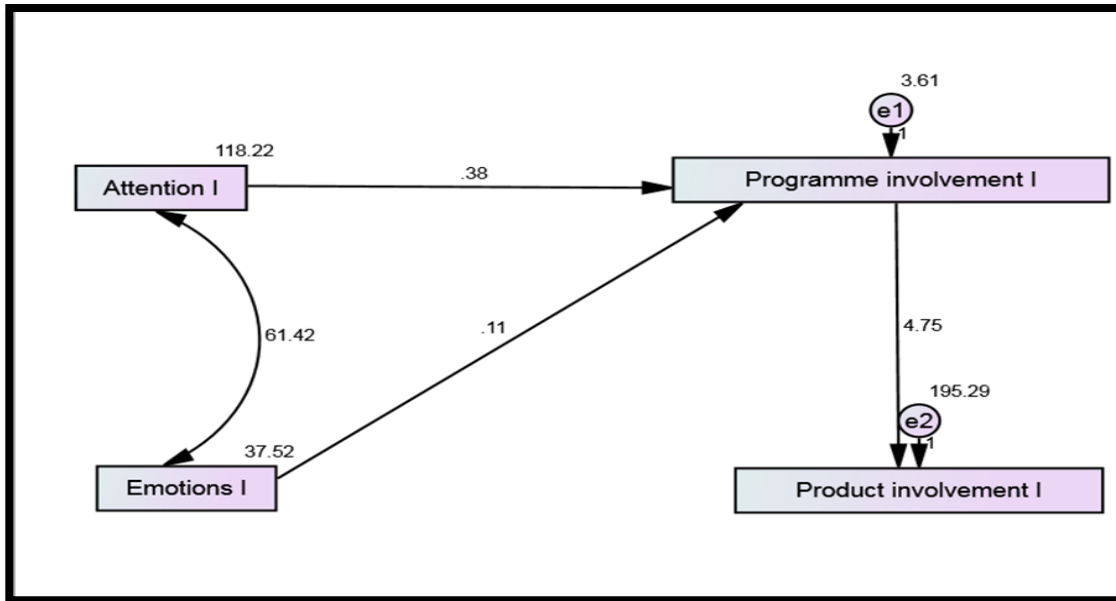 3.61
e1
1
118.22
Attention I
.38
Programme involvement I
61.42
.11
4.75
195.29
e2
1
37.52
Emotions I
Product involvement I